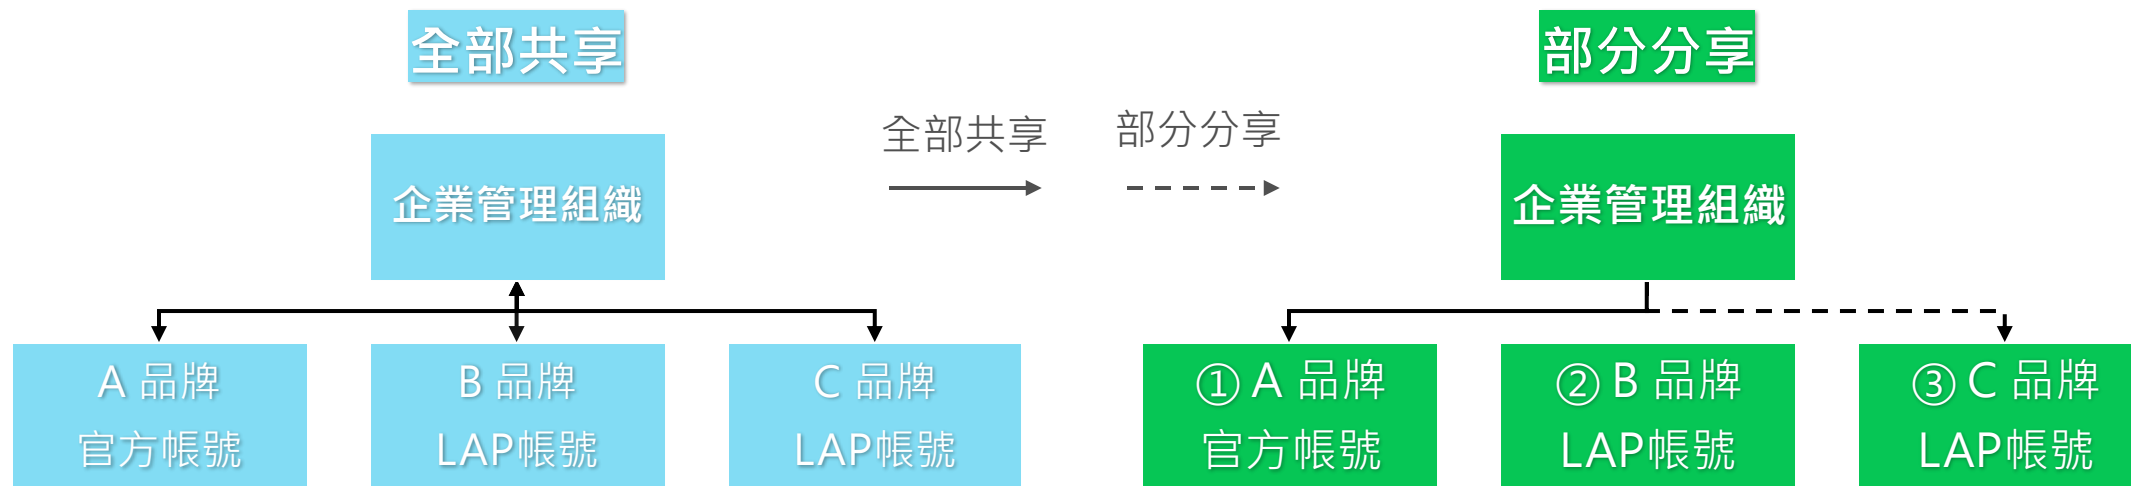 全部共享
企業管理組織
A 品牌
官方帳號
B 品牌
LAP帳號
C 品牌
LAP帳號
全部共享
部分分享
部分分享
企業管理組織
① A 品牌
官方帳號
② B 品牌
LAP帳號
③ C 品牌
LAP帳號